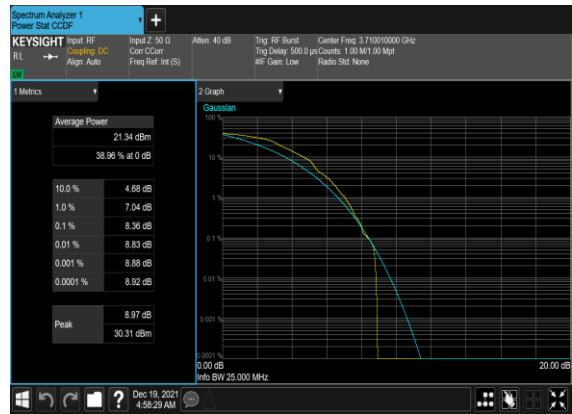 Spectrum Analyzer 1
Power Stat CCDF
KEYSIGHT
Input: RF
Coupling: DC
Align: Auto
Input Z: 50 Ω
Corr CCorr
Freq Ref: Int (S)
Atten: 40 dB
Trig: RF Burst
Trig Delay: 500.0 µs
#IF Gain: Low
Center Freq: 3.710010000 GHz
Counts: 1.00 M/1.00 Mpt
Radio Std: None
R L
LW
1 Metrics
2 Graph
Gaussian
Average Power
21.34 dBm
38.96 % at 0 dB
10.0 % 4.68 dB
1.0 % 7.04 dB
0.1 % 8.36 dB
0.01 % 8.83 dB
0.001 % 8.88 dB
0.0001 % 8.92 dB
Peak
8.97 dB
30.31 dBm
100 %
10 %
1 %
0.1 %
0.01 %
0.001 %
0.0001 %
0.00 dB
20.00 dB
Info BW 25.000 MHz
Dec 19, 2021
4:58:29 AM